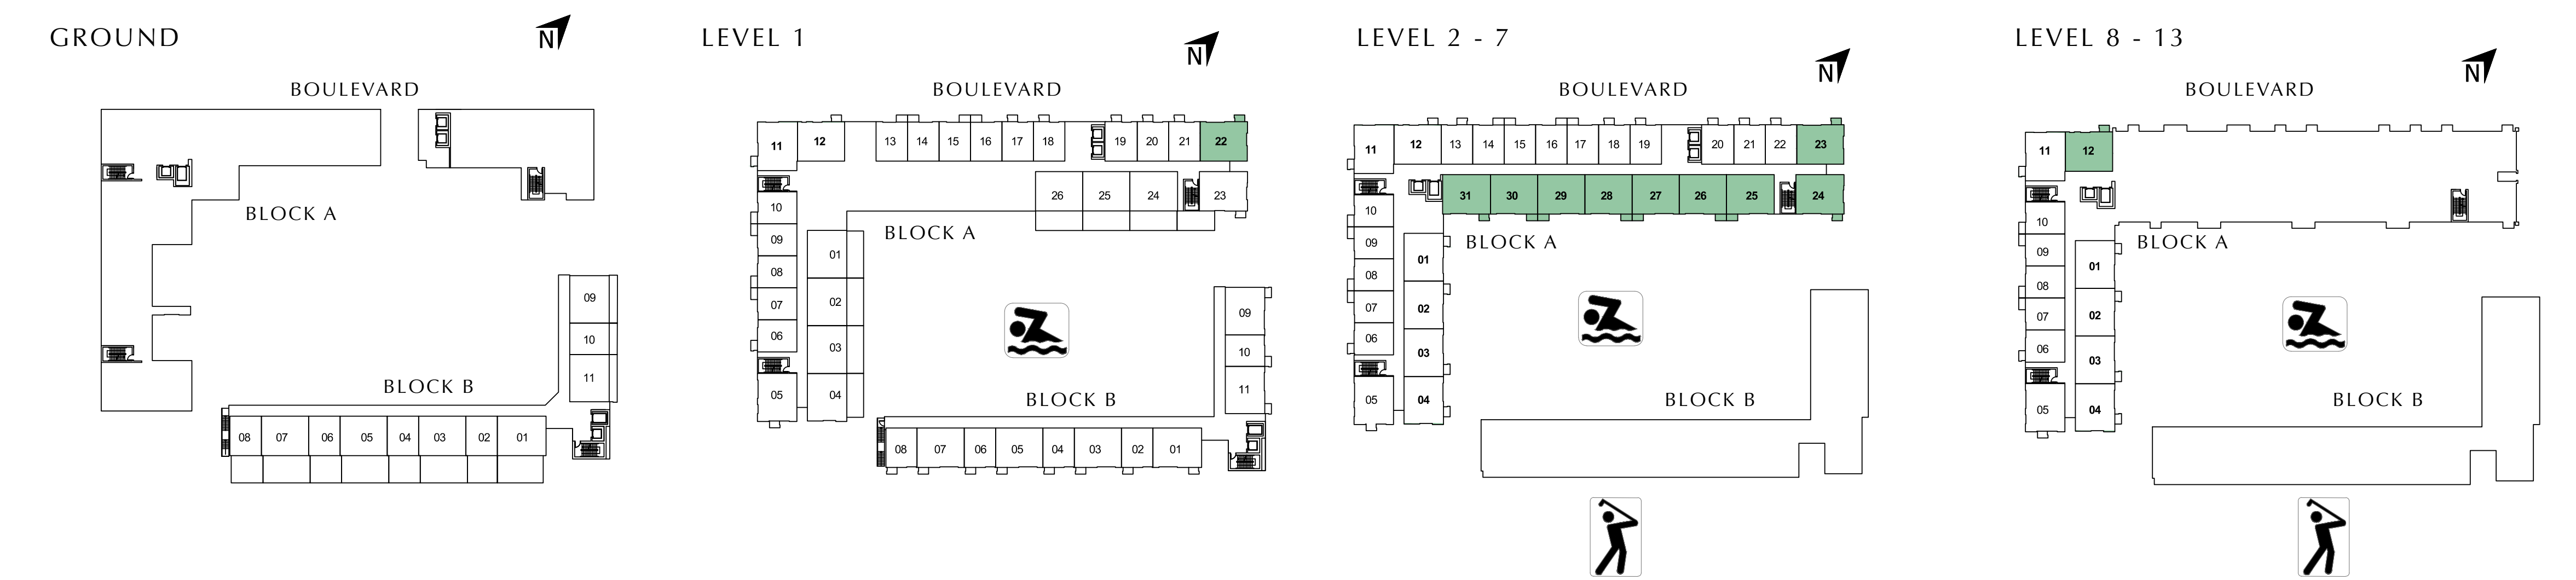 GROUND
N
BOULEVARD
BLOCK A
09
10
11
BLOCK B
08 07 06 05 04 03 02 01
LEVEL 1
N
BOULEVARD
11 12 13 14 15 16 17 18 19 20 21 22
26 25 24 23
10
09
08
07
06
05
BLOCK A
01
02
03
04
09
10
11
BLOCK B
08 07 06 05 04 03 02 01
LEVEL 2 - 7
N
BOULEVARD
11 12 13 14 15 16 17 18 19 20 21 22 23
31 30 29 28 27 26 25 24
10
09
08
07
06
05
BLOCK A
01
02
03
04
BLOCK B
LEVEL 8 - 13
N
BOULEVARD
11 12
10
09
08
07
06
05
BLOCK A
01
02
03
04
BLOCK B